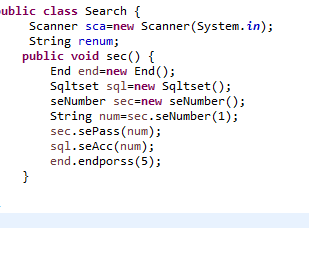 ublic class Search {
Scanner sca=new Scanner(System.in);
String renum;
public void sec() {
End end=new End();
Sqltset sql=new Sqltset();
seNumber sec=new seNumber();
String num=sec.seNumber(1);
sec.sePass(num);
sql.seAcc(num);
end.endporss(5);
}